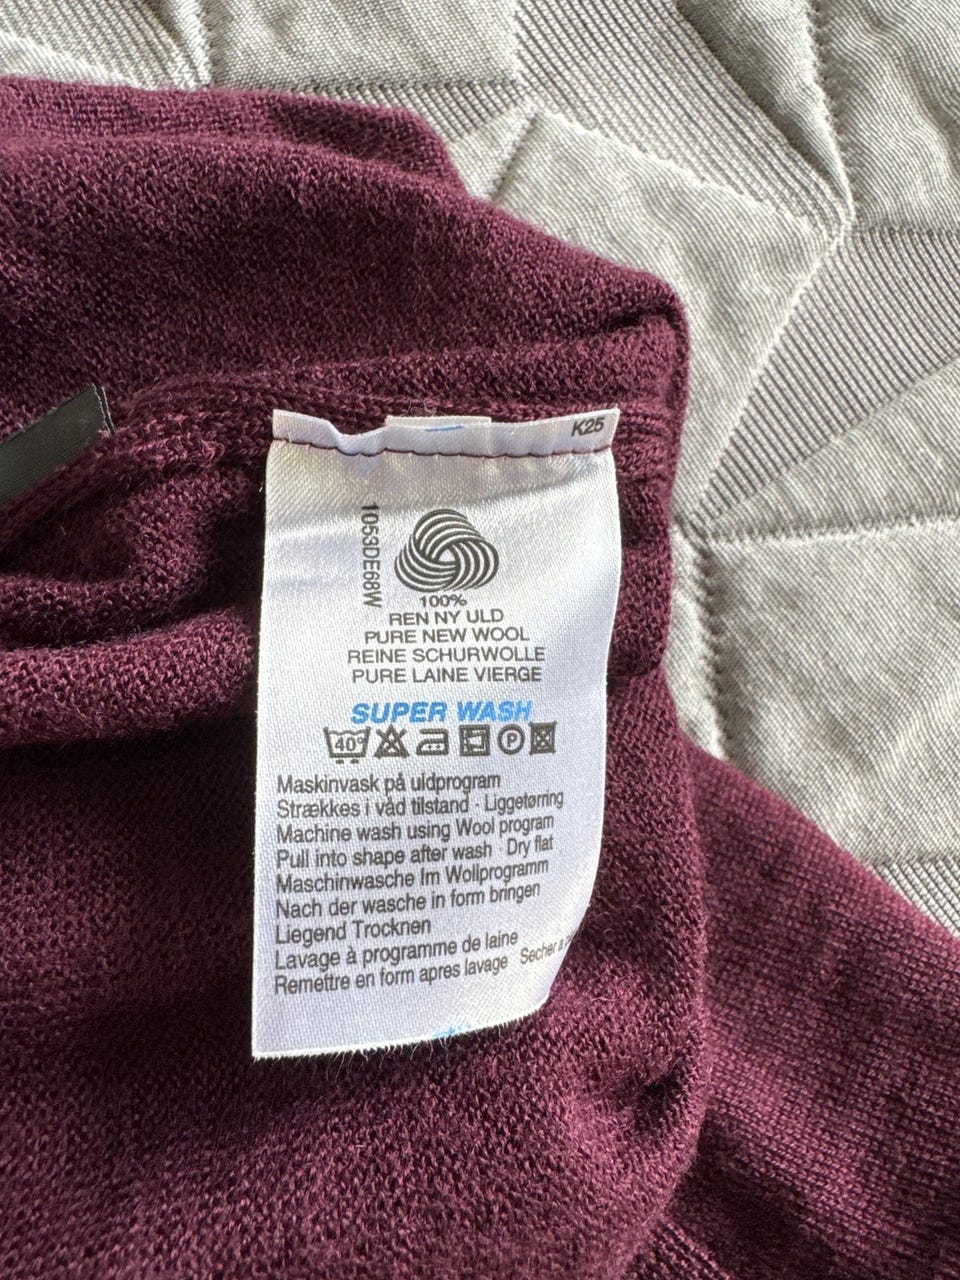 K25
1053DE68W
100%
REN NY ULD
PURE NEW WOOL
REINE SCHURWOLLE
PURE LAINE VIERGE
SUPER WASH
40° P
Maskinvask på uldprogram
Strækkes i våd tilstand · Liggetørring
Machine wash using Wool program
Pull into shape after wash · Dry flat
Maschinwasche Im Wollprogramm
Nach der wasche in form bringen
Liegend Trocknen
Lavage à programme de laine
Remettre en form apres lavage Secher a